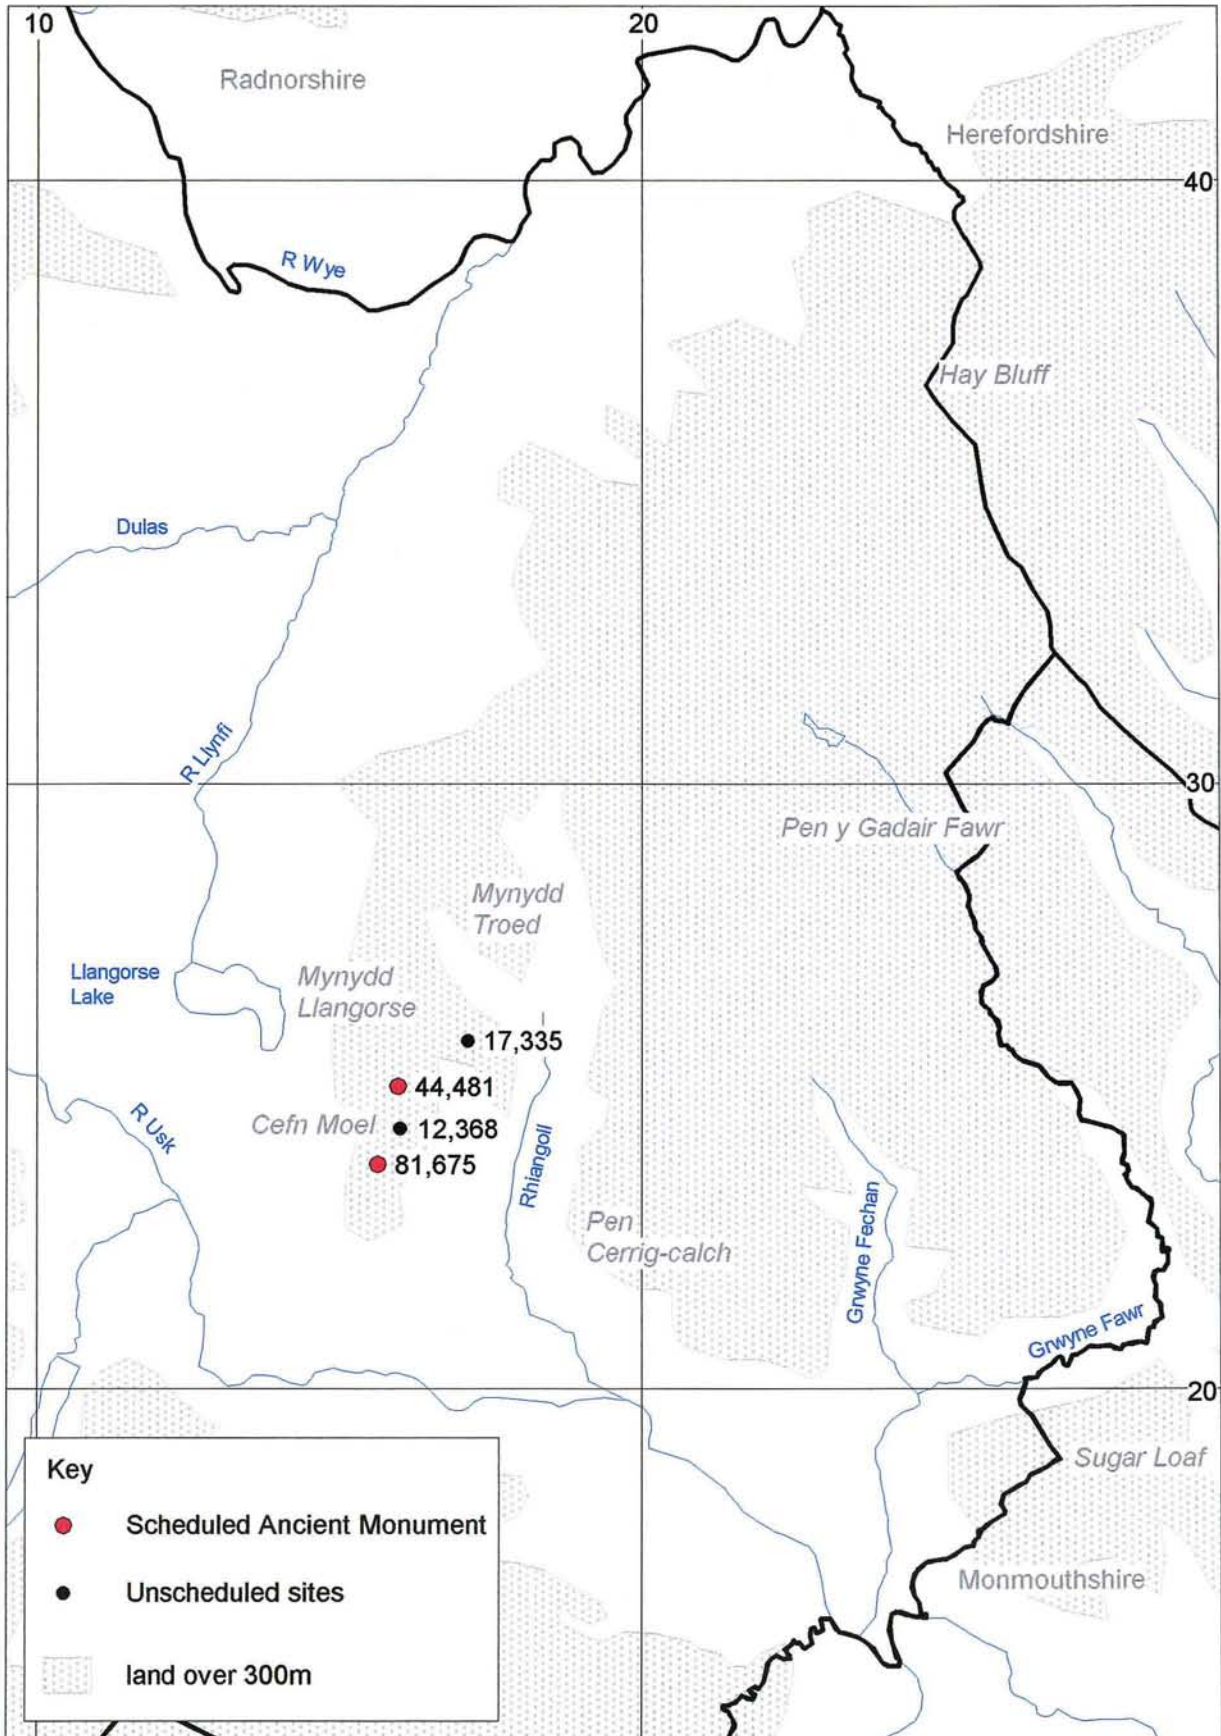 10
20
Radnorshire
Herefordshire
40
R Wye
Hay Bluff
Dulas
R Llynfi
30
Pen y Gadair Fawr
Mynydd
Troed
Llangorse
Lake
Mynydd
Llangorse
17,335
44,481
R Usk
Cefn Moel
12,368
81,675
Rhiangoll
Pen
Cerrig-calch
Grwyne Fechan
Grwyne Fawr
20
Sugar Loaf
Monmouthshire
Key
Scheduled Ancient Monument
Unscheduled sites
land over 300m